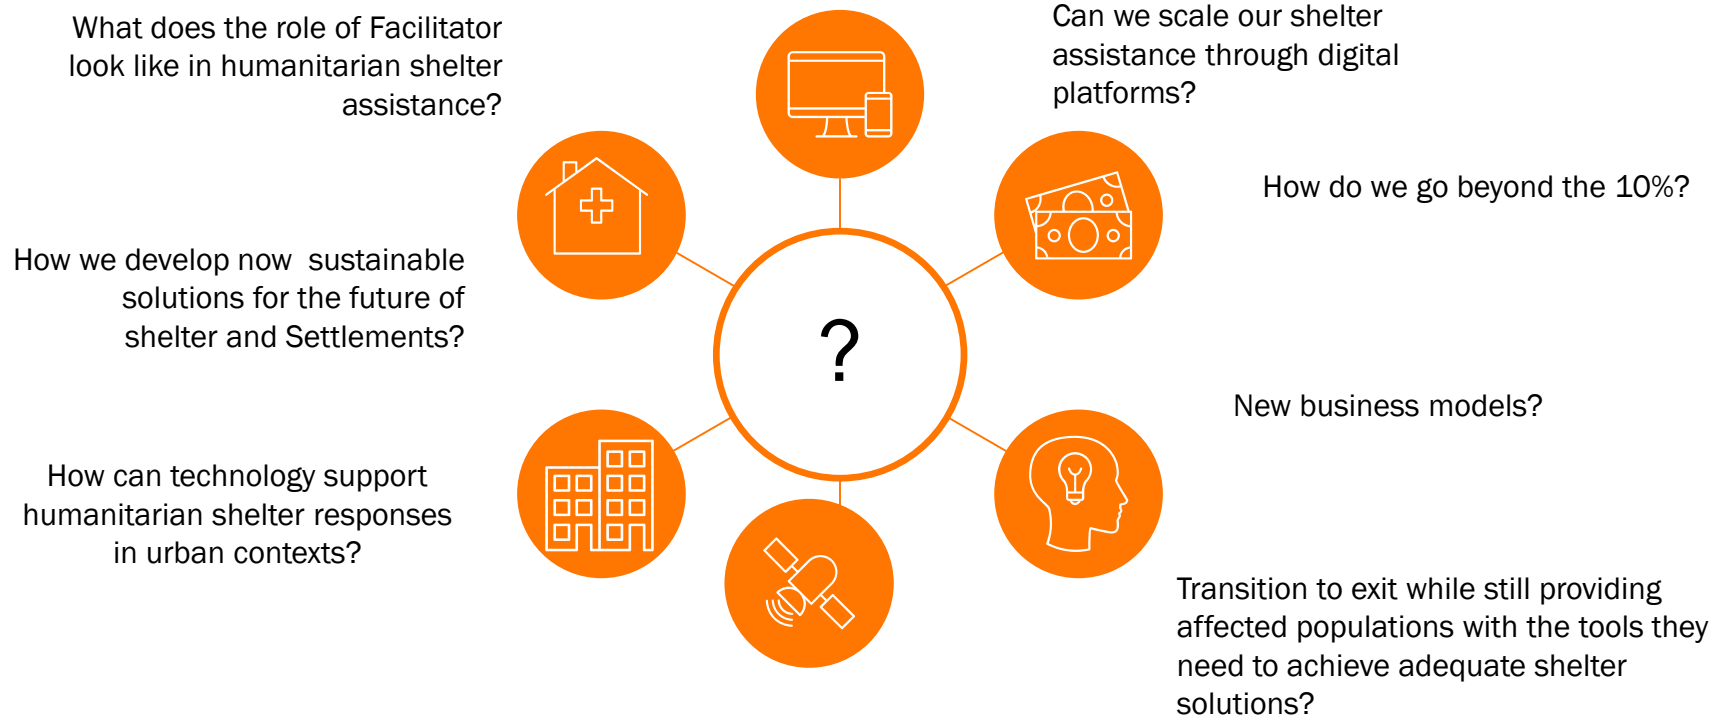 What does the role of Facilitator
look like in humanitarian shelter
assistance?
Can we scale our shelter
assistance through digital
platforms?
How do we go beyond the 10%?
How we develop now  sustainable
solutions for the future of
shelter and Settlements?
?
New business models?
How can technology support
humanitarian shelter responses
in urban contexts?
Transition to exit while still providing
affected populations with the tools they
need to achieve adequate shelter
solutions?